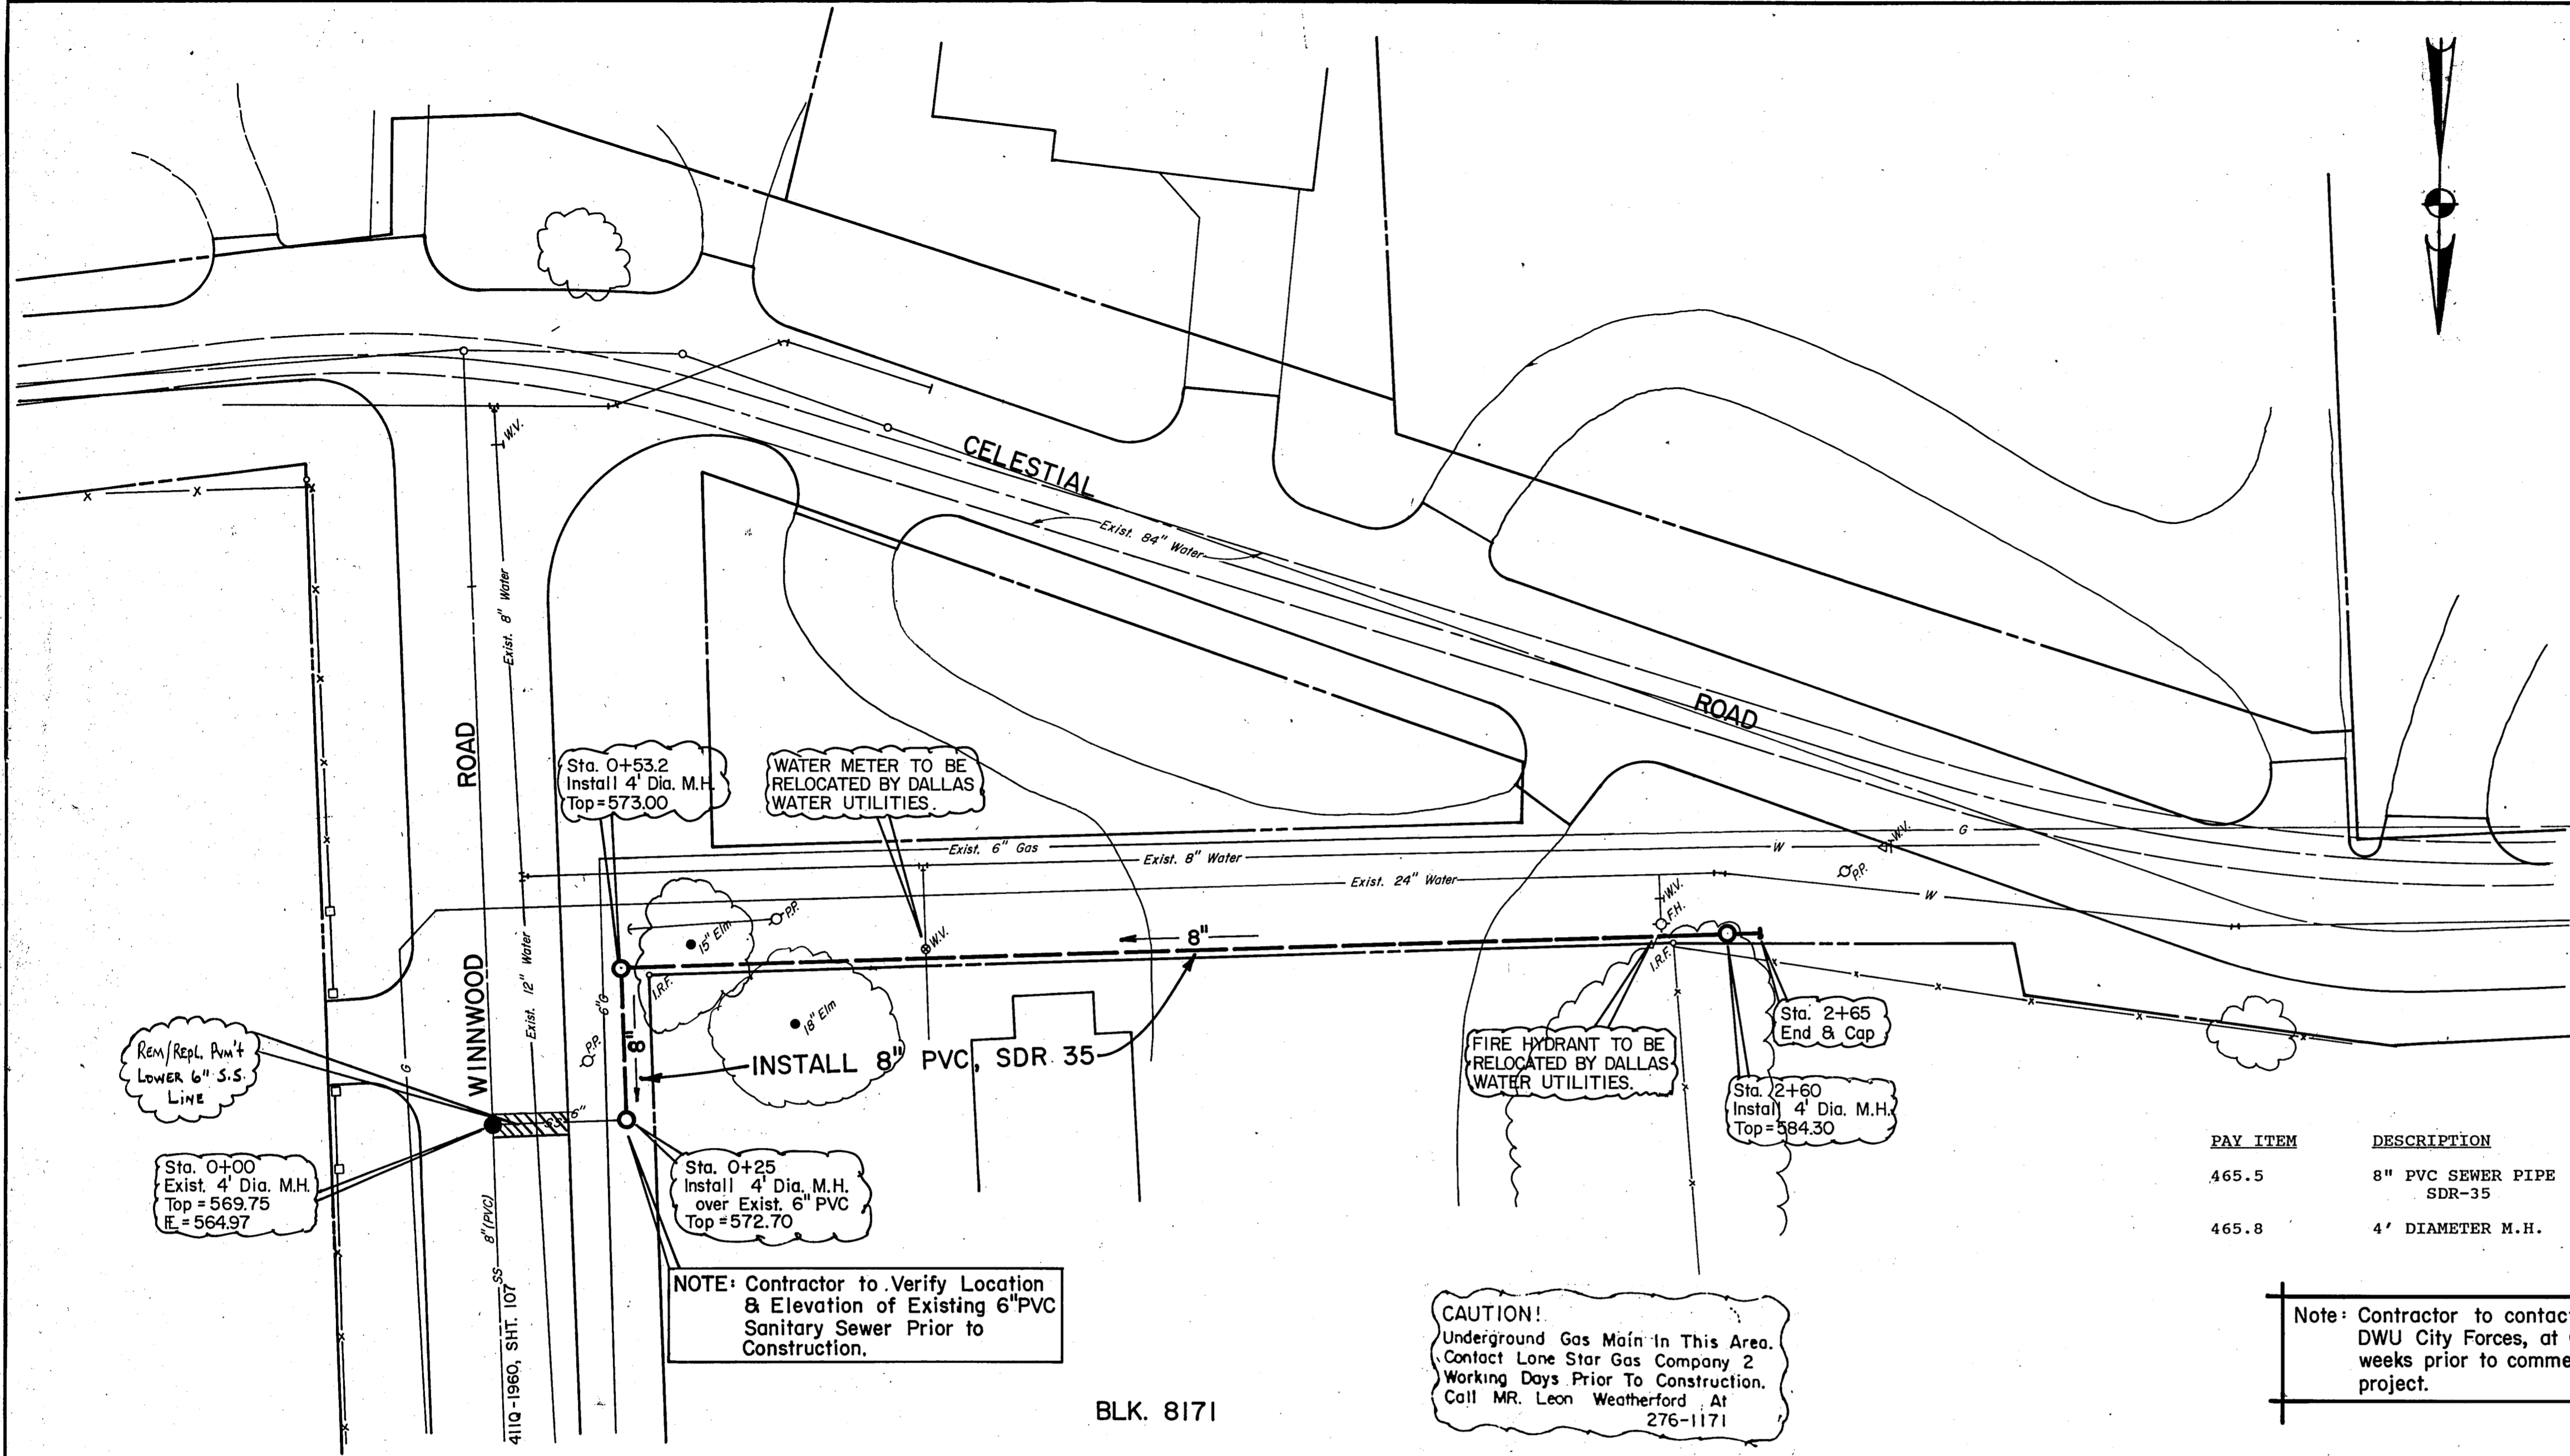 W.V.
CELESTIAL
Exist. 84" Water
Exist. 8" Water
ROAD
ROAD
Sta. 0+53.2
Install 4' Dia. M.H.
Top=573.00
WATER METER TO BE
RELOCATED BY DALLAS
WATER UTILITIES.
Exist. 6" Gas
Exist. 8" Water
W
W.V.
G
Exist. 24" Water
P.P.
W
W.V.
F.H.
I.R.F.
15" Elm
P.P.
W.V.
8"
I.R.F.
18" Elm
Exist. 12" Water
6"G
P.P.
8"
WINNWOOD
G
INSTALL 8" PVC, SDR 35
REM/REPL. PVM'T
LOWER 6" S.S.
LINE
6"
SS
Sta. 0+00
Exist. 4' Dia. M.H.
Top=569.75
FL=564.97
Sta. 0+25
Install 4' Dia. M.H.
over Exist. 6" PVC
Top=572.70
FIRE HYDRANT TO BE
RELOCATED BY DALLAS
WATER UTILITIES.
Sta. 2+65
End & Cap
Sta. 2+60
Install 4' Dia. M.H.
Top=584.30
8"(PVC)
SS
411Q-1960, SHT. 107
NOTE: Contractor to Verify Location
& Elevation of Existing 6"PVC
Sanitary Sewer Prior to
Construction.
BLK. 8171
CAUTION!
Underground Gas Main In This Area.
Contact Lone Star Gas Company 2
Working Days Prior To Construction.
Call MR. Leon Weatherford At
276-1171
PAY ITEM DESCRIPTION
465.5 8" PVC SEWER PIPE
SDR-35
465.8 4' DIAMETER M.H.
Note: Contractor to contac
DWU City Forces, at
weeks prior to comme
project.